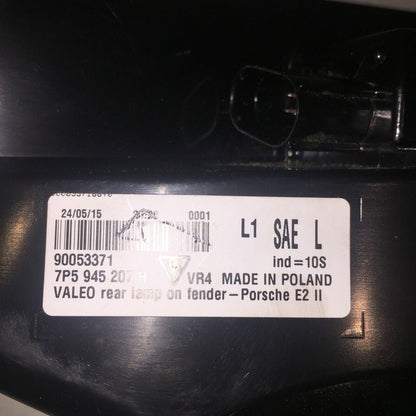 24/05/15 0001
L1 SAE L
90053371
ind=10S
7P5 945 207 H VR4 MADE IN POLAND
VALEO rear lamp on fender-Porsche E2 II